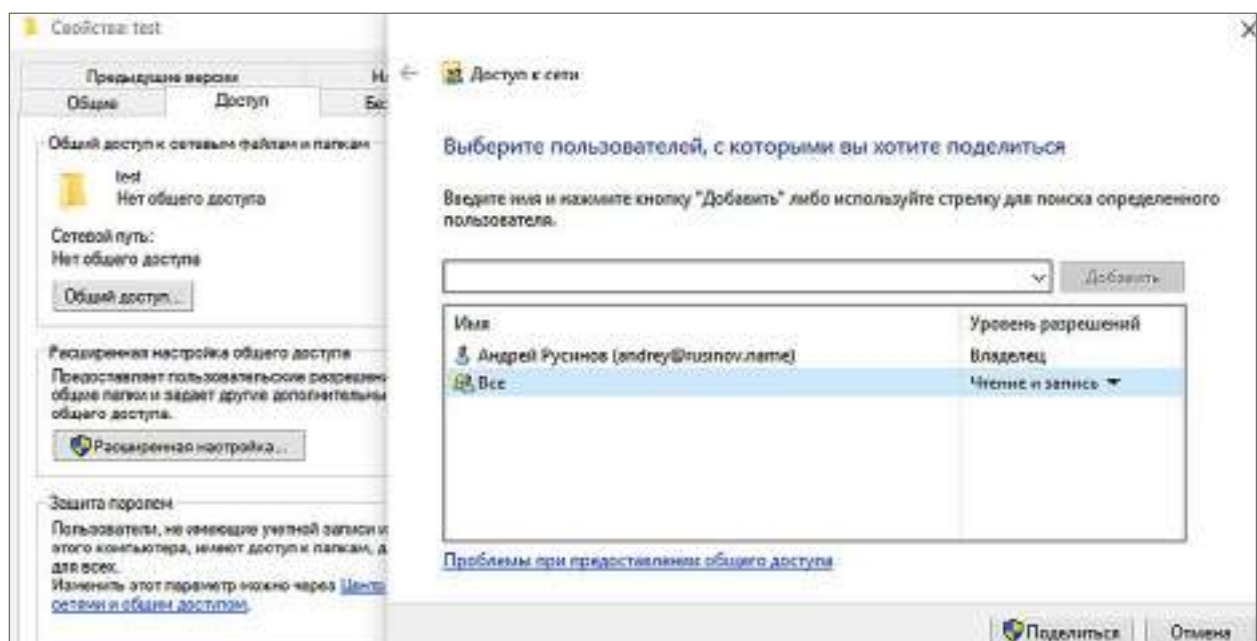 Свойства: test
Предыдущие версии
Н
Общие
Доступ
Без
Общий доступ к сетевым файлам и папкам
test
Нет общего доступа
Сетевой путь:
Нет общего доступа
Общий доступ...
Расширенная настройка общего доступа
Предоставляет пользовательские разрешени
общие папки и задает другие дополнительны
общего доступа.
Расширенная настройка...
Защита паролем
Пользователи, не имеющие учетной записи н
этого компьютера, имеют доступ к папкам, д
для всех.
Изменить этот параметр можно через Центр
сетями и общим доступом.
Доступ к сети
Выберите пользователей, с которыми вы хотите поделиться
Введите имя и нажмите кнопку "Добавить" либо используйте стрелку для поиска определенного
пользователя.
Добавить
Имя
Уровень разрешений
Андрей Русинов (andrey@rusinov.name)
Владелец
Все
Чтение и запись
Проблемы при предоставлении общего доступа
Поделиться
Отмена